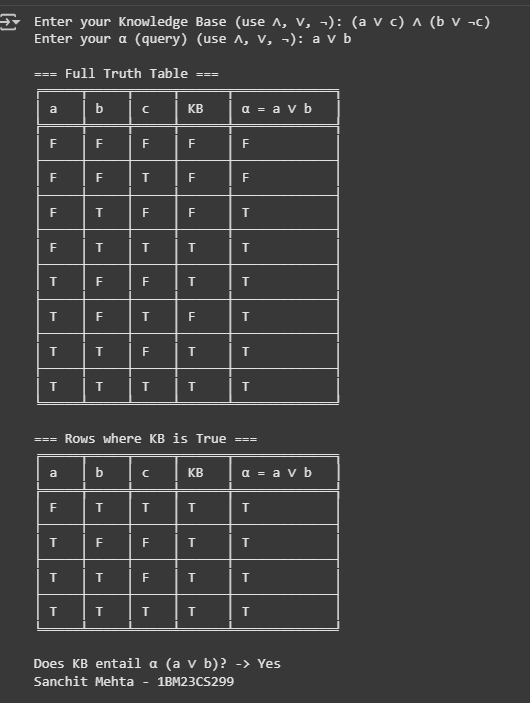 Enter your Knowledge Base (use ∧, ∨, ¬): (a ∨ c) ∧ (b ∨ ¬c)
Enter your α (query) (use ∧, ∨, ¬): a ∨ b
=== Full Truth Table ===
a b c KB α = a ∨ b
F F F F F
F F T F F
F T F F T
F T T T T
T F F T T
T F T F T
T T F T T
T T T T T
=== Rows where KB is True ===
a b c KB α = a ∨ b
F T T T T
T F F T T
T T F T T
T T T T T
Does KB entail α (a ∨ b)? -> Yes
Sanchit Mehta - 1BM23CS299